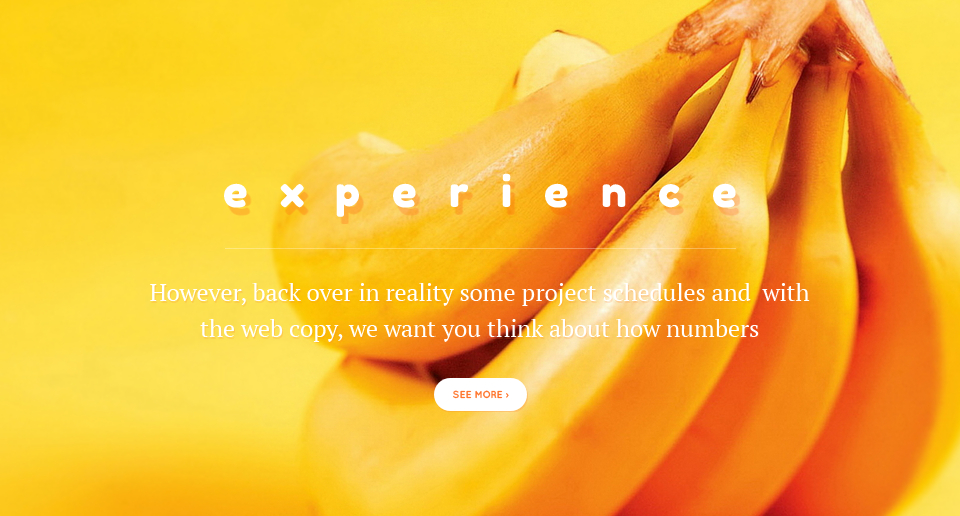 experience
However, back over in reality some project schedules and  with
the web copy, we want you think about how numbers
SEE MORE ›